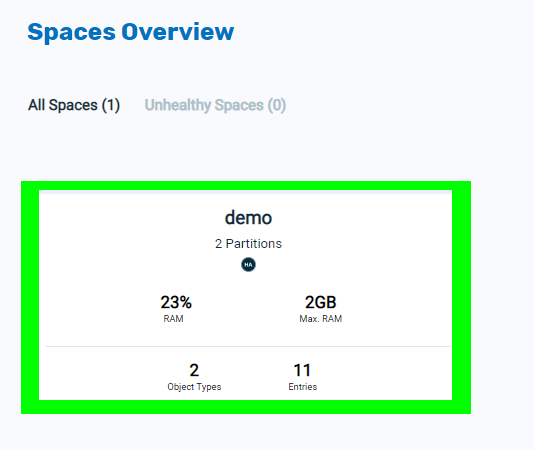 Spaces Overview
All Spaces (1) Unhealthy Spaces (0)
demo
2 Partitions
HA
23% 2GB
RAM Max. RAM
2 11
Object Types Entries